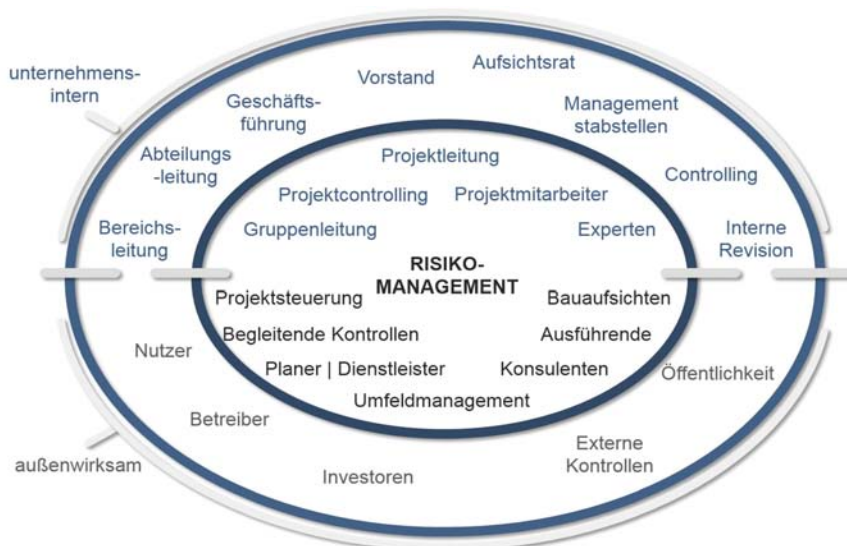 Aufsichtsrat
Vorstand
unternehmens-
intern
Geschäfts-
führung
Management
stabstellen
Abteilungs
-leitung
Projektleitung
Controlling
Projektcontrolling
Projektmitarbeiter
Bereichs-
leitung
Gruppenleitung
Experten
Interne
Revision
RISIKO-
MANAGEMENT
Projektsteuerung
Bauaufsichten
Begleitende Kontrollen
Ausführende
Nutzer
Planer | Dienstleister
Konsulenten
Öffentlichkeit
Umfeldmanagement
Betreiber
Externe
Kontrollen
außenwirksam
Investoren